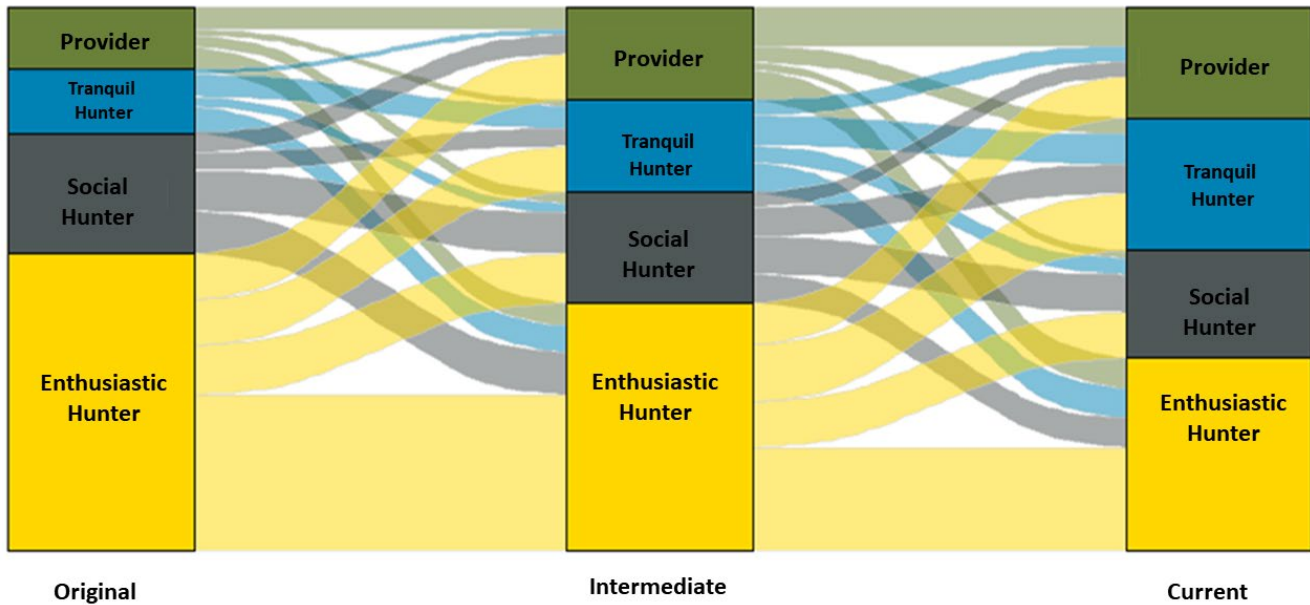 Provider
Tranquil
Hunter
Social
Hunter
Enthusiastic
Hunter
Original
Provider
Tranquil
Hunter
Social
Hunter
Enthusiastic
Hunter
Intermediate
Provider
Tranquil
Hunter
Social
Hunter
Enthusiastic
Hunter
Current